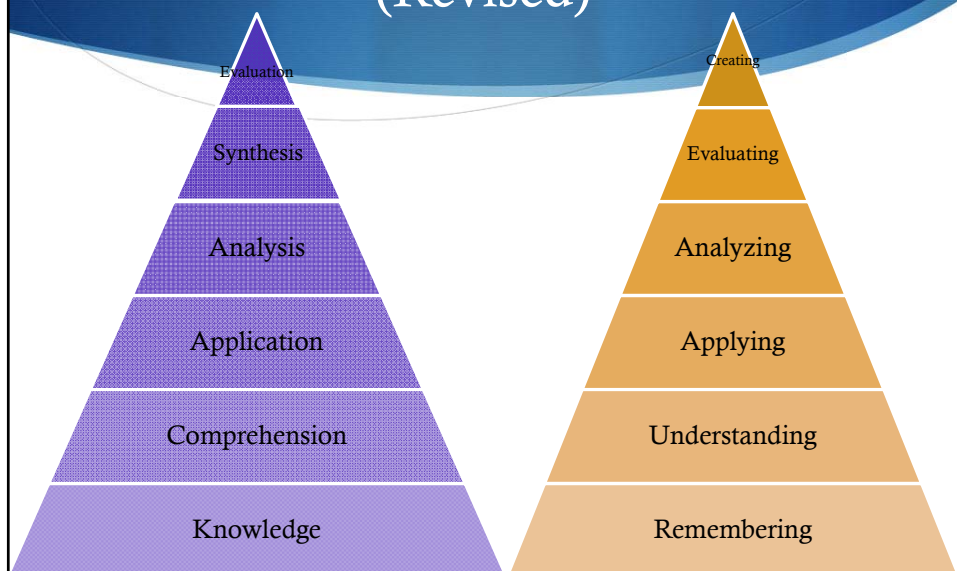 (Revised)
Evaluation
Synthesis
Analysis
Application
Comprehension
Knowledge
Creating
Evaluating
Analyzing
Applying
Understanding
Remembering